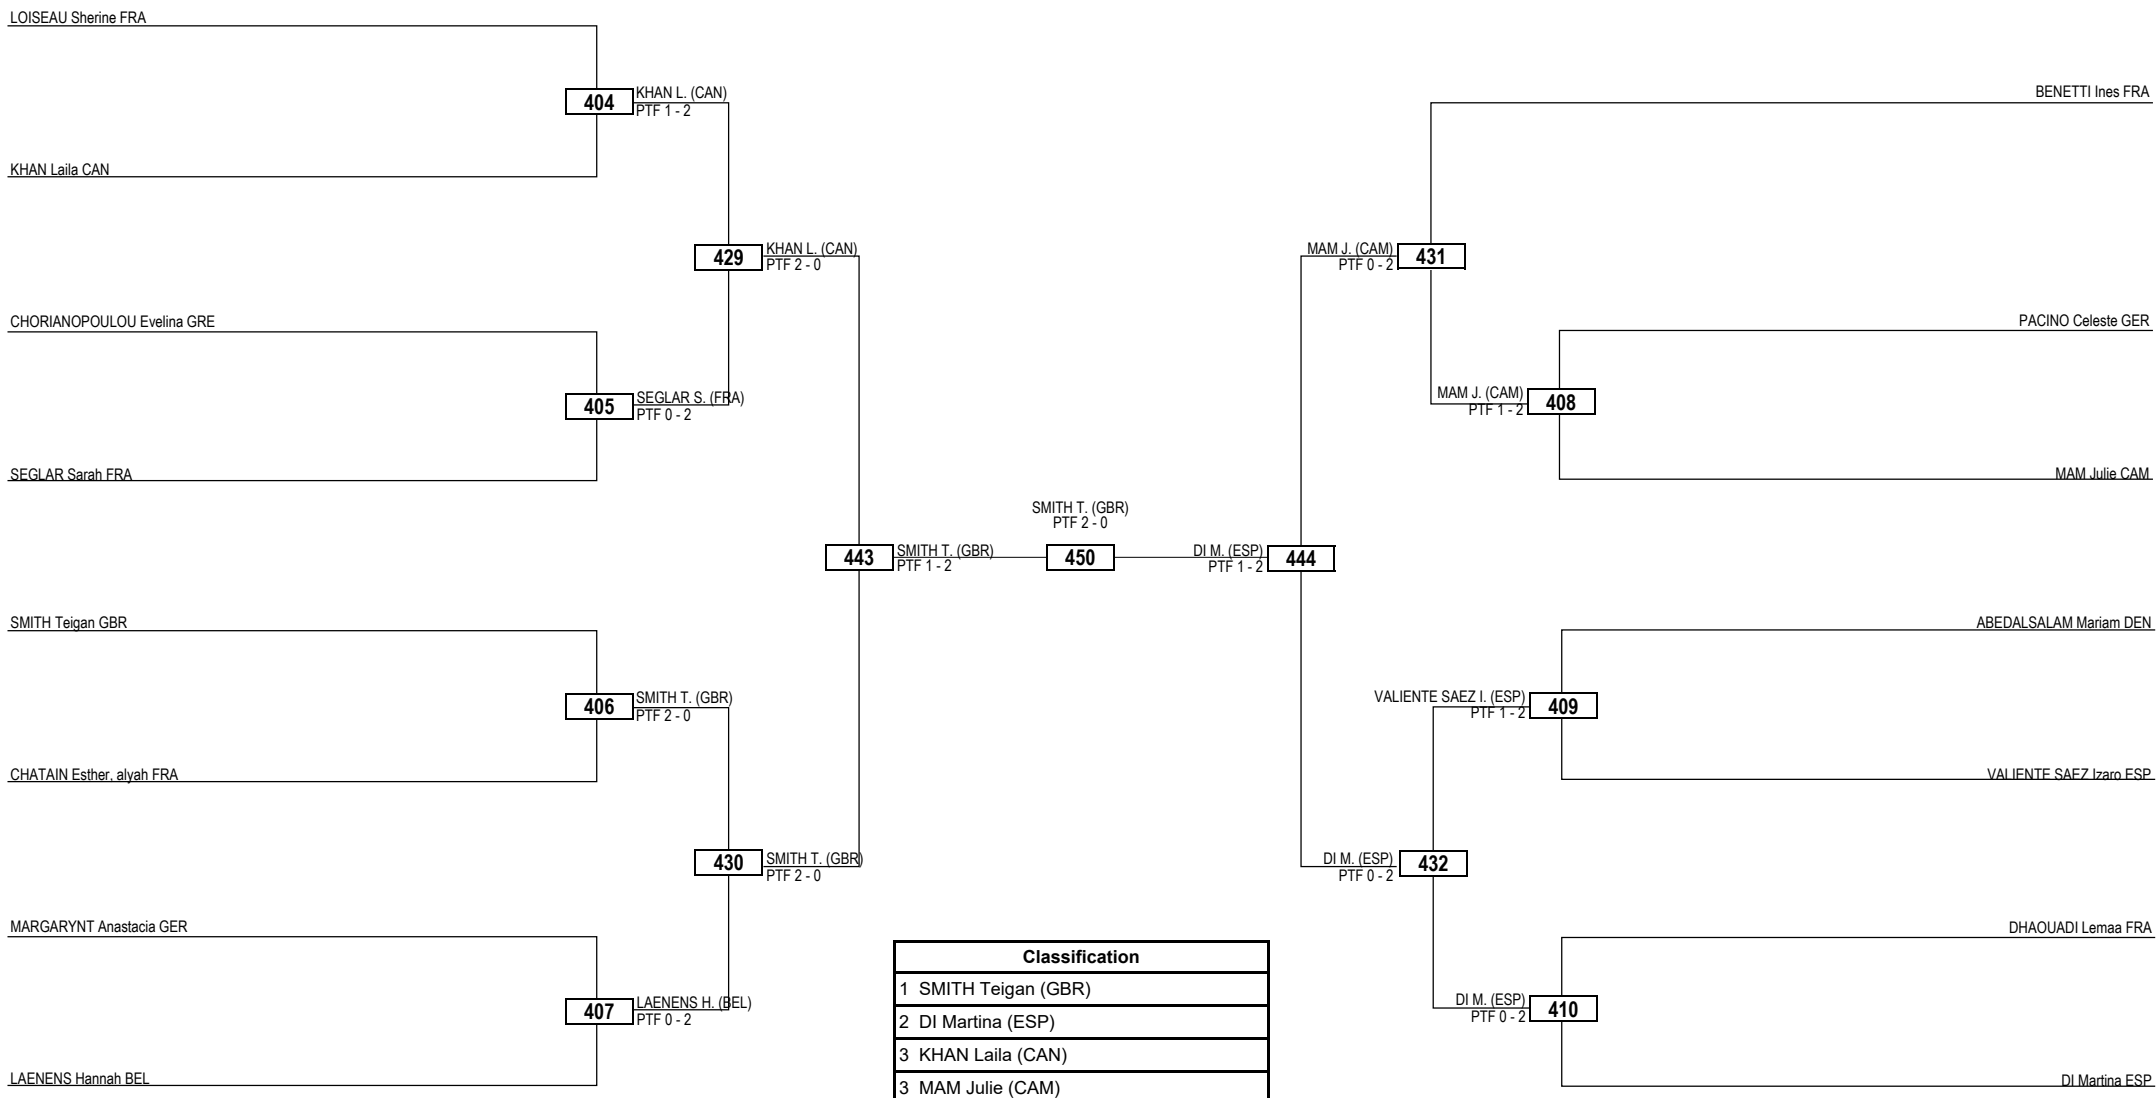 LOISEAU Sherine FRA
404
KHAN L. (CAN)
PTF 1 - 2
KHAN Laila CAN
429
KHAN L. (CAN)
PTF 2 - 0
CHORIANOPOULOU Evelina GRE
405
SEGLAR S. (FRA)
PTF 0 - 2
SEGLAR Sarah FRA
443
SMITH T. (GBR)
PTF 1 - 2
SMITH Teigan GBR
406
SMITH T. (GBR)
PTF 2 - 0
CHATAIN Esther, alyah FRA
430
SMITH T. (GBR)
PTF 2 - 0
MARGARYNT Anastacia GER
407
LAENENS H. (BEL)
PTF 0 - 2
LAENENS Hannah BEL
SMITH T. (GBR)
PTF 2 - 0
450
BENETTI Ines FRA
MAM J. (CAM)
PTF 0 - 2
431
PACINO Celeste GER
MAM J. (CAM)
PTF 1 - 2
408
MAM Julie CAM
DI M. (ESP)
PTF 1 - 2
444
ABEDALSALAM Mariam DEN
VALIENTE SAEZ I. (ESP)
PTF 1 - 2
409
VALIENTE SAEZ Izaro ESP
DI M. (ESP)
PTF 0 - 2
432
DHAOUADI Lemaa FRA
DI M. (ESP)
PTF 0 - 2
410
DI Martina ESP
Classification
1 SMITH Teigan (GBR)
2 DI Martina (ESP)
3 KHAN Laila (CAN)
3 MAM Julie (CAM)